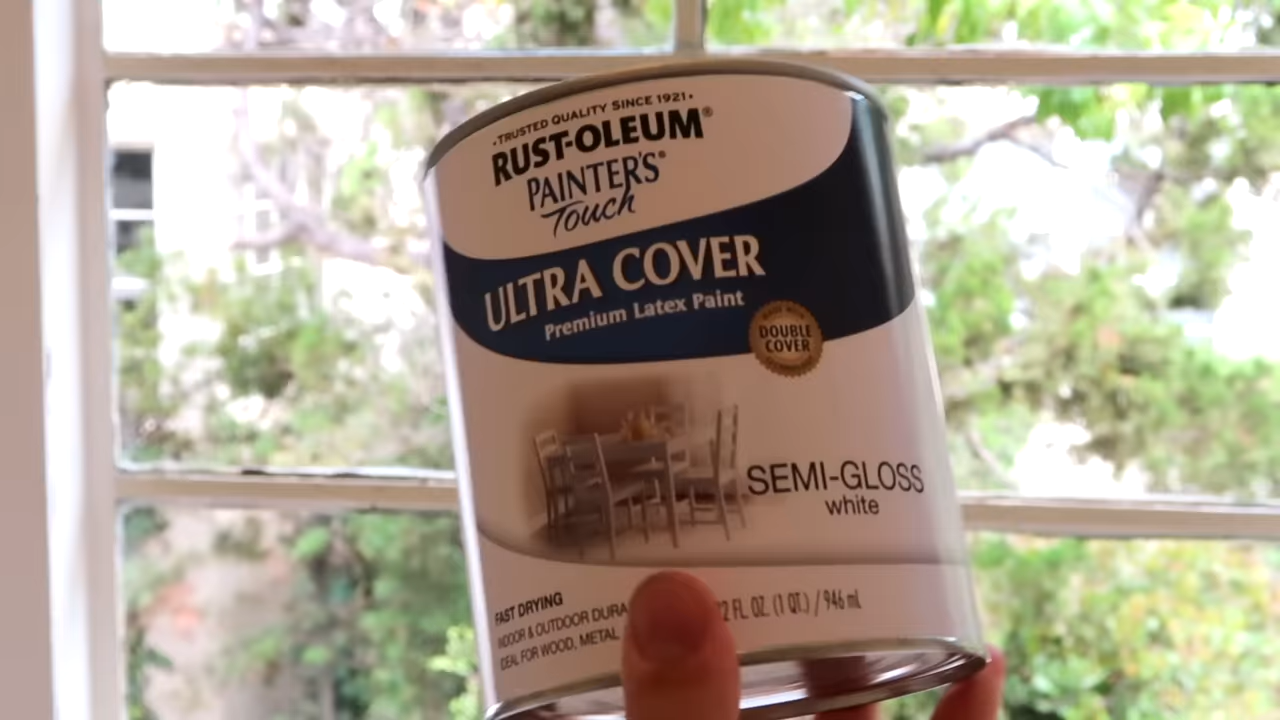 •TRUSTED QUALITY SINCE 1921•
RUST-OLEUM®
PAINTER'S®
Touch
ULTRA COVER
Premium Latex Paint
DOUBLE
COVER
SEMI-GLOSS
white
FAST DRYING
INDOOR & OUTDOOR
IDEAL FOR WOOD, METAL
FL. OZ. (1 QT.) / 946 mL